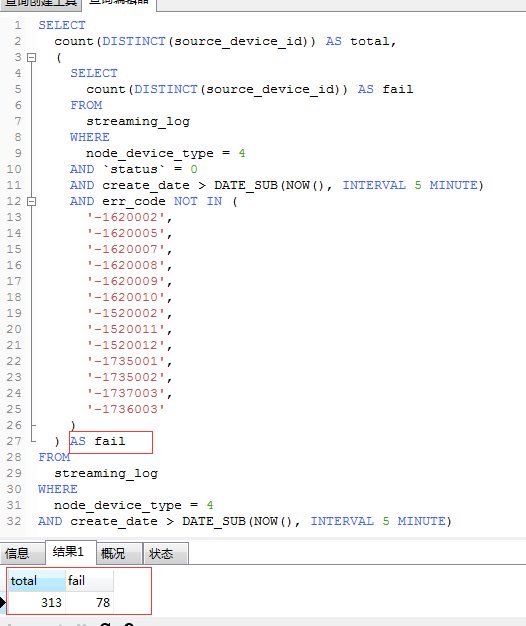 查询创建工具 查询编辑器
1 SELECT
2 count(DISTINCT(source_device_id)) AS total,
3 (
4 SELECT
5 count(DISTINCT(source_device_id)) AS fail
6 FROM
7 streaming_log
8 WHERE
9 node_device_type = 4
10 AND `status` = 0
11 AND create_date > DATE_SUB(NOW(), INTERVAL 5 MINUTE)
12 AND err_code NOT IN (
13 '-1620002',
14 '-1620005',
15 '-1620007',
16 '-1620008',
17 '-1620009',
18 '-1620010',
19 '-1520002',
20 '-1520011',
21 '-1520012',
22 '-1735001',
23 '-1735002',
24 '-1737003',
25 '-1736003'
26 )
27 ) AS fail
28 FROM
29 streaming_log
30 WHERE
31 node_device_type = 4
32 AND create_date > DATE_SUB(NOW(), INTERVAL 5 MINUTE)
信息 结果1 概况 状态
total fail
313 78